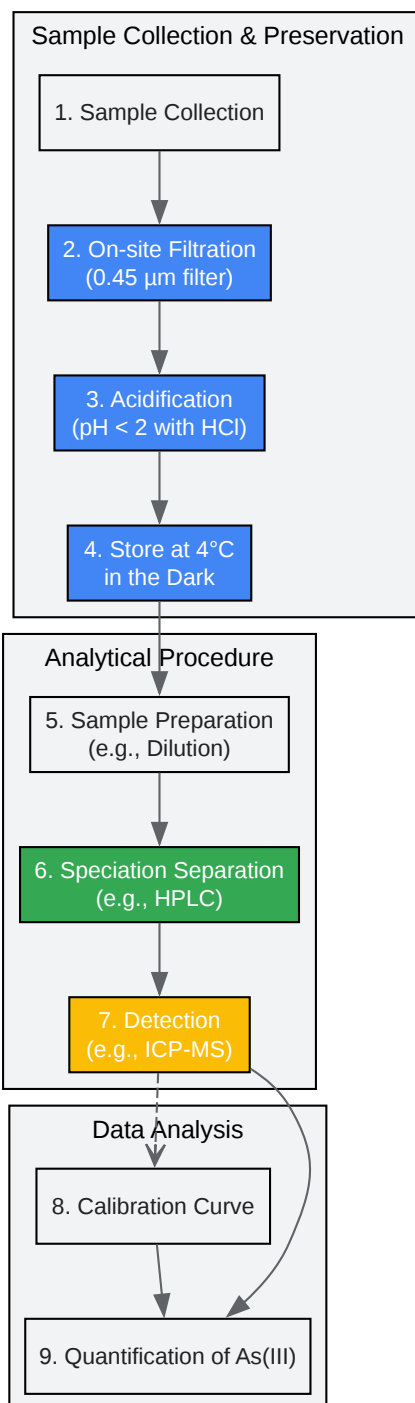 Sample Collection & Preservation
1. Sample Collection
2. On-site Filtration
(0.45 µm filter)
3. Acidification
(pH < 2 with HCl)
4. Store at 4°C
in the Dark
Analytical Procedure
5. Sample Preparation
(e.g., Dilution)
6. Speciation Separation
(e.g., HPLC)
7. Detection
(e.g., ICP-MS)
Data Analysis
8. Calibration Curve
9. Quantification of As(III)